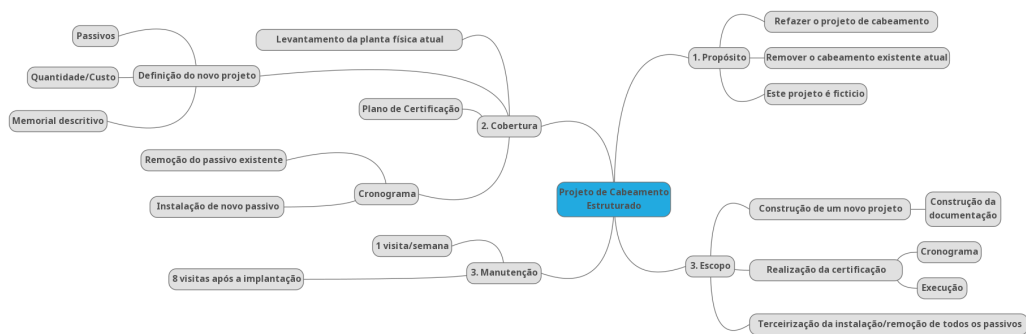 Projeto de Cabeamento
Estruturado
1. Propósito
Refazer o projeto de cabeamento
Remover o cabeamento existente atual
Este projeto é ficticio
2. Cobertura
Levantamento da planta física atual
Definição do novo projeto
Passivos
Quantidade/Custo
Memorial descritivo
Plano de Certificação
Cronograma
Remoção do passivo existente
Instalação de novo passivo
3. Manutenção
1 visita/semana
8 visitas após a implantação
3. Escopo
Construção de um novo projeto
Construção da
documentação
Realização da certificação
Cronograma
Execução
Terceirização da instalação/remoção de todos os passivos